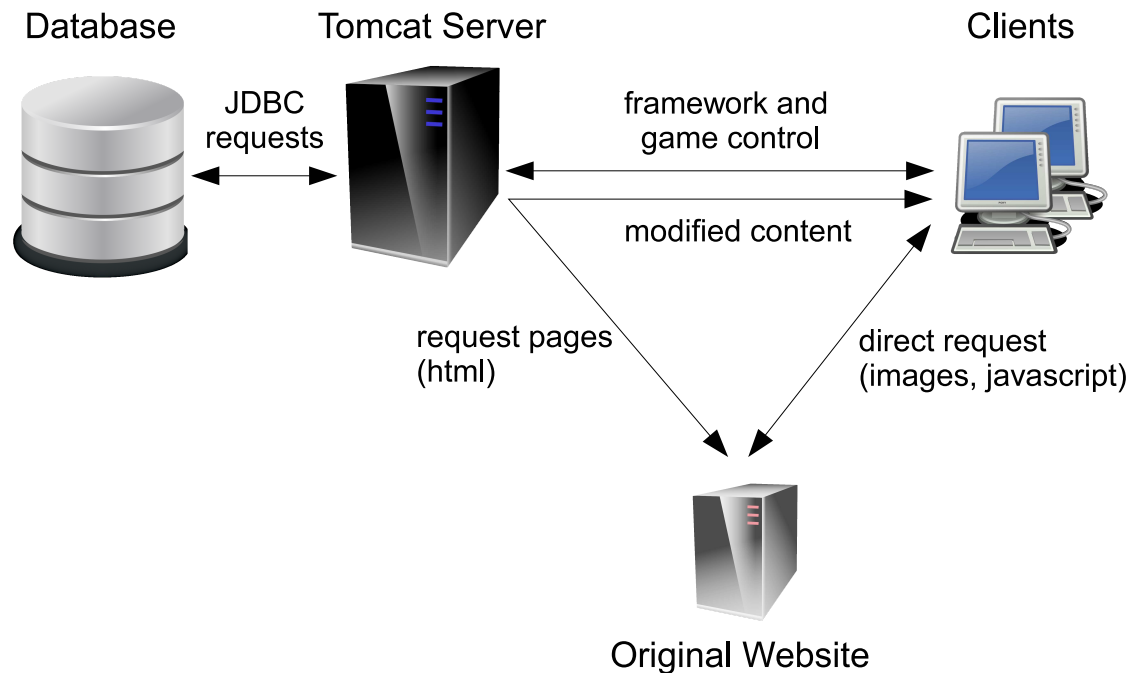 Database
Tomcat Server
Clients
JDBC
requests
framework and
game control
modified content
request pages
(html)
direct request
(images, javascript)
Original Website